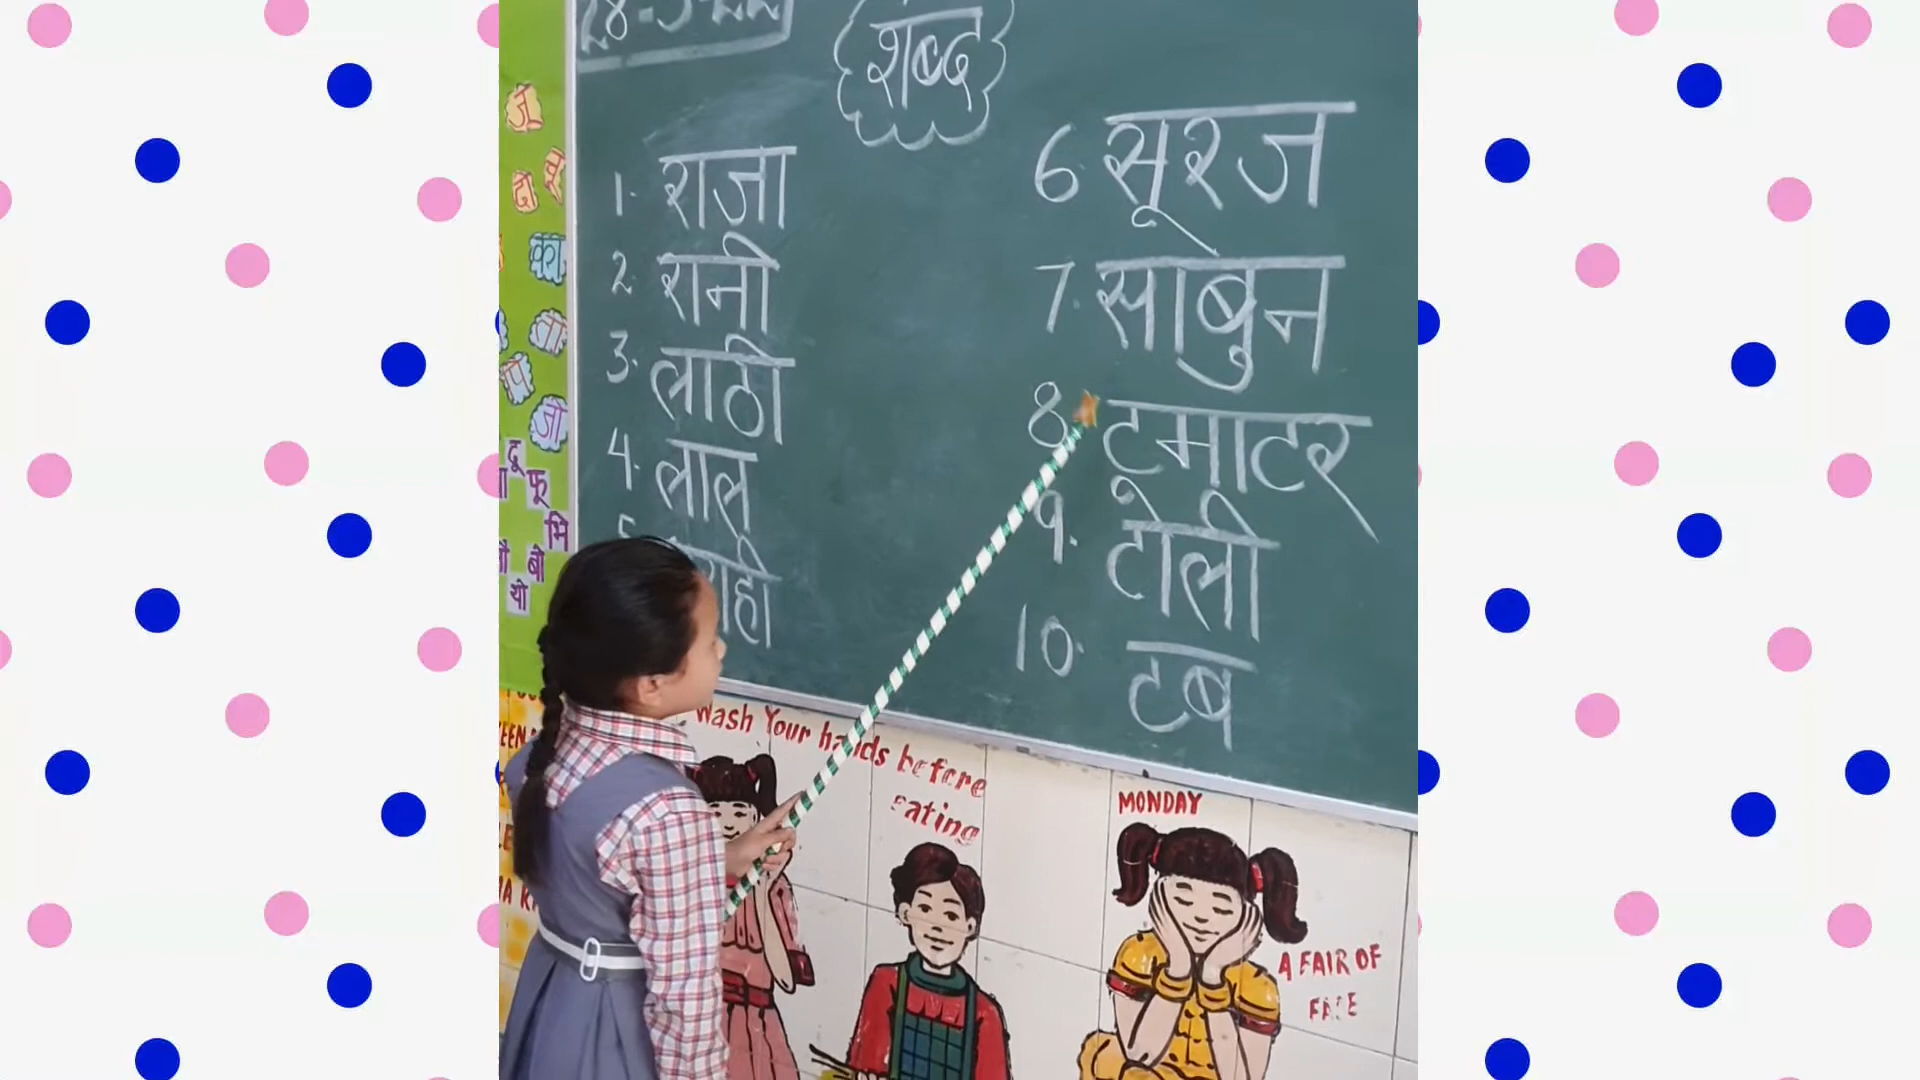 शब्द
1. राजा
2. रानी
3. लाठी
4. लाल
5
6 सूरज
7. साबुन
8 टमाटर
9. टोली
10. टब
Wash Your hands before
eating
MONDAY
A FAIR OF
जू
दो
जौ
दू
फू
भि
बो
यो